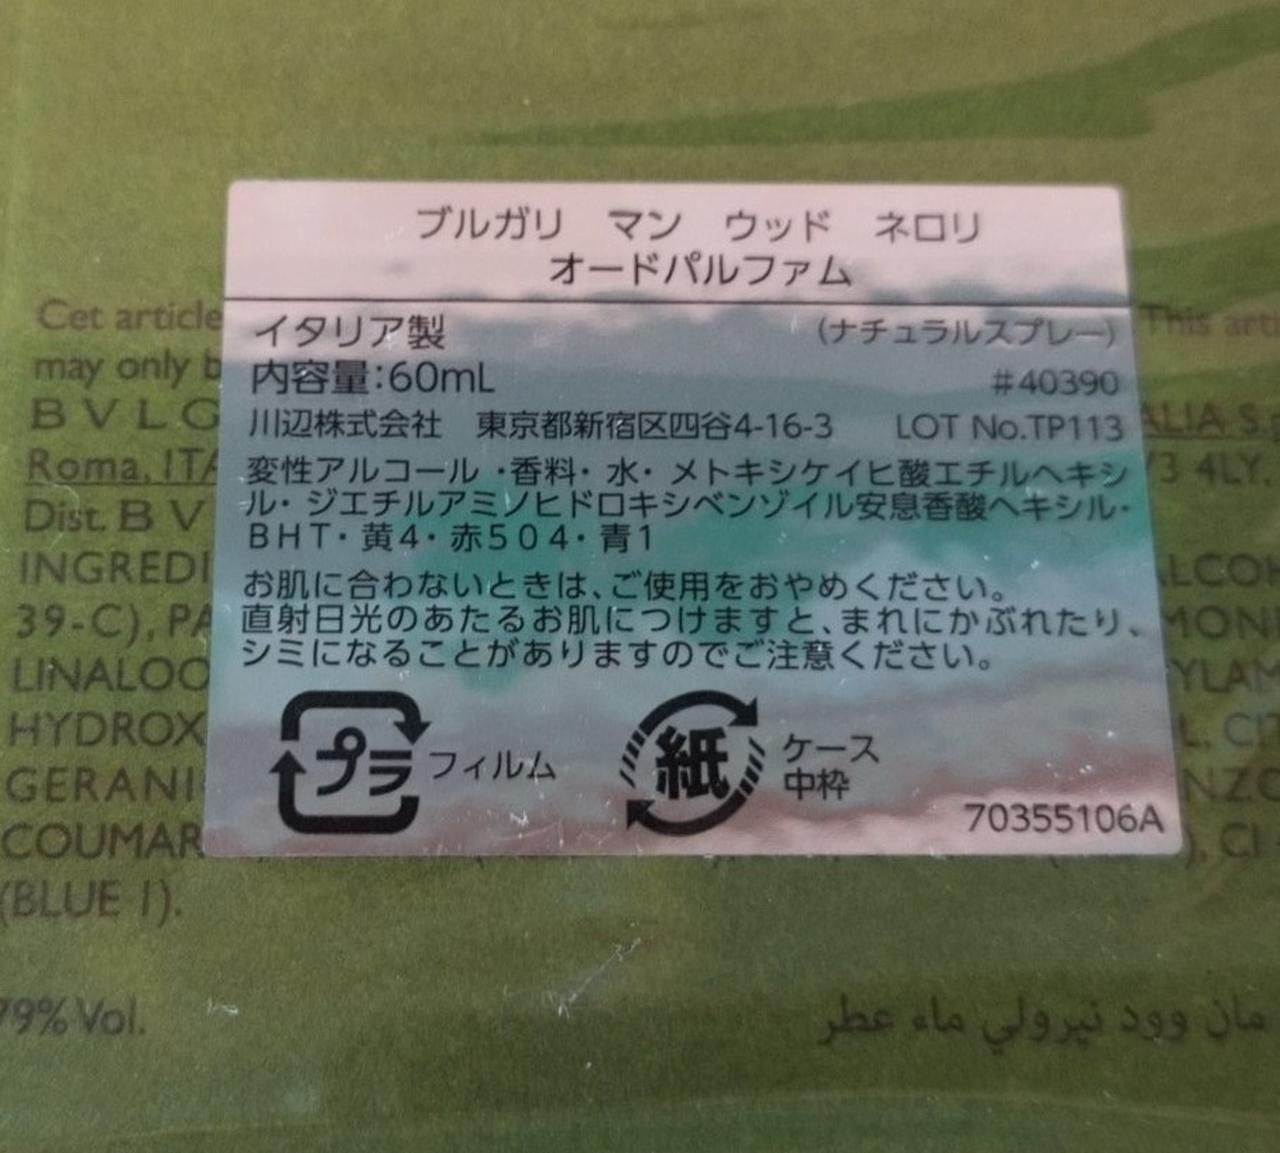 ブルガリ　マン　ウッド　ネロリ
オードパルファム
イタリア製 (ナチュラルスプレー)
内容量:60mL #40390
川辺株式会社 東京都新宿区四谷4-16-3 LOT No.TP113
変性アルコール・香料・水・メトキシケイヒ酸エチルヘキシ
ル・ジエチルアミノヒドロキシベンゾイル安息香酸ヘキシル・
BHT・黄4・赤504・青1
お肌に合わないときは、ご使用をおやめください。
直射日光のあたるお肌につけますと、まれにかぶれたり、
シミになることがありますのでご注意ください。
プラ フィルム
紙 ケース
中枠
70355106A
Cet article This
may only
BVLG ALIA S.p
Roma, ITA 4LY,
Dist. BV
INGREDI ALCOH
39-C), PA MON
LINALOO YLAM
HYDROX L, CIT
GERANI NZO
COUMAR ), CI
(BLUE 1).
79% Vol. مان وود نيرولي ماء عطر